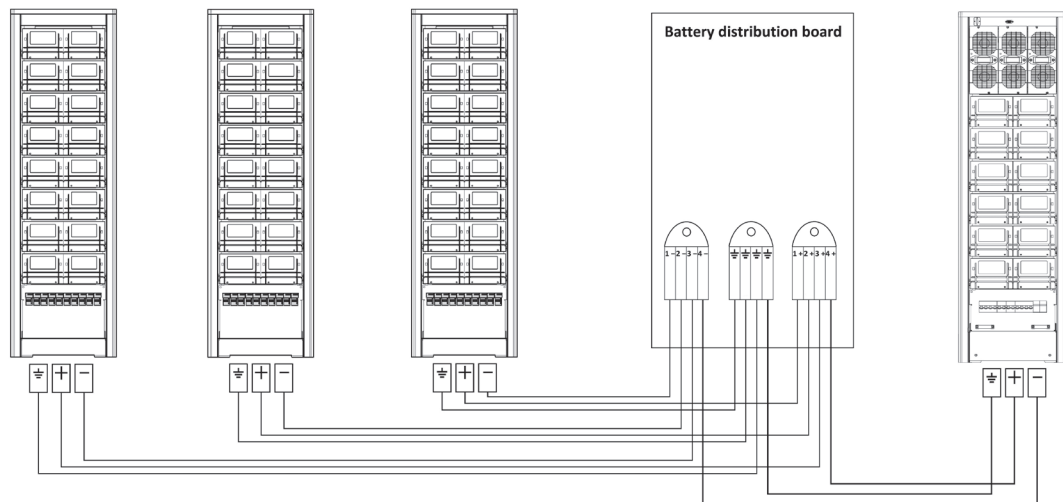 Battery distribution board
1 − 2 − 3 − 4 −
1 + 2 + 3 + 4 +
+ −
+ −
+ −
+ −